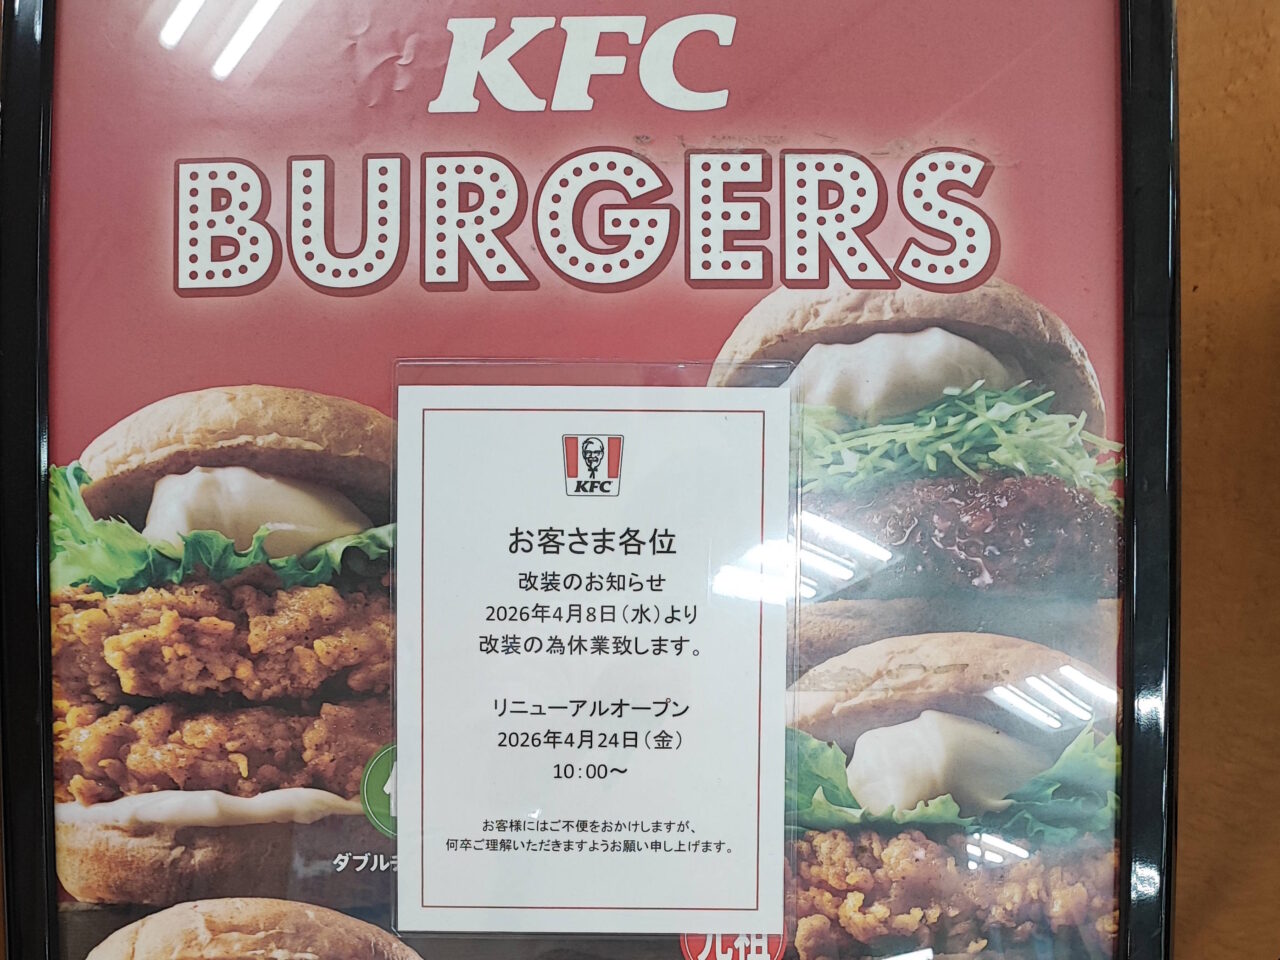 KFC
BURGERS
KFC
お客さま各位
改装のお知らせ
2026年4月8日（水）より
改装の為休業致します。
リニューアルオープン
2026年4月24日（金）
10：00～
お客様にはご不便をおかけしますが、
何卒ご理解いただきますようお願い申し上げます。
ダブル
元祖